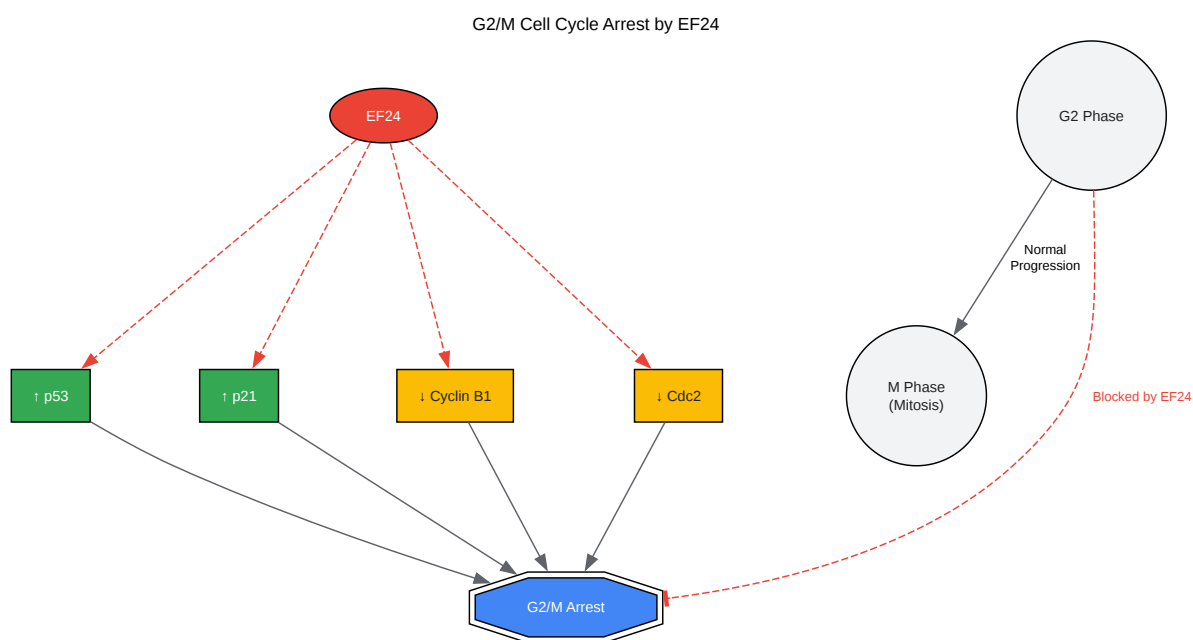 G2/M Cell Cycle Arrest by EF24
EF24
G2 Phase
Normal
Progression
↑ p53
↑ p21
↓ Cyclin B1
↓ Cdc2
M Phase
(Mitosis)
Blocked by EF24
G2/M Arrest